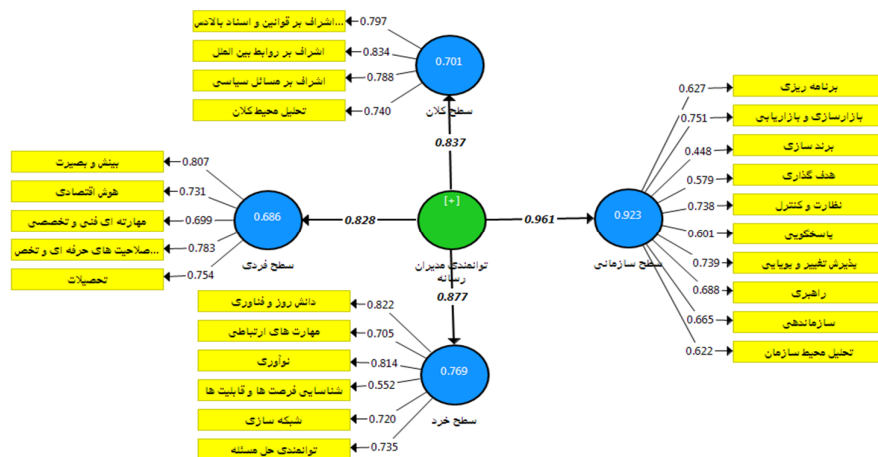 اشراف بر قوانین و اسناد بالادس...
0.797
اشراف بر روابط بین الملل
0.834
اشراف بر مسائل سیاسی
0.788
تحلیل محیط کلان
0.740
0.701
سطح کلان
0.837
بینش و بصیرت
0.807
هوش اقتصادی
0.731
مهارته ای فنی و تخصصی
0.699
صلاحیت های حرفه ای و تخص...
0.783
تحصیلات
0.754
0.686
سطح فردی
0.828
[+]
توانمندی مدیران
رسانه
0.961
0.877
0.923
سطح سازمانی
0.627
برنامه ریزی
0.751
بازارسازی و بازاریابی
0.448
برند سازی
0.579
هدف گذاری
0.738
نظارت و کنترل
0.601
پاسخگویی
0.739
پذیرش تغییر و پویایی
0.688
راهبری
0.665
سازماندهی
0.622
تحلیل محیط سازمان
دانش روز و فناوری
0.822
مهارت های ارتباطی
0.705
نوآوری
0.814
شناسایی فرصت ها و قابلیت ها
0.552
شبکه سازی
0.720
توانمندی حل مسئله
0.735
0.769
سطح خرد